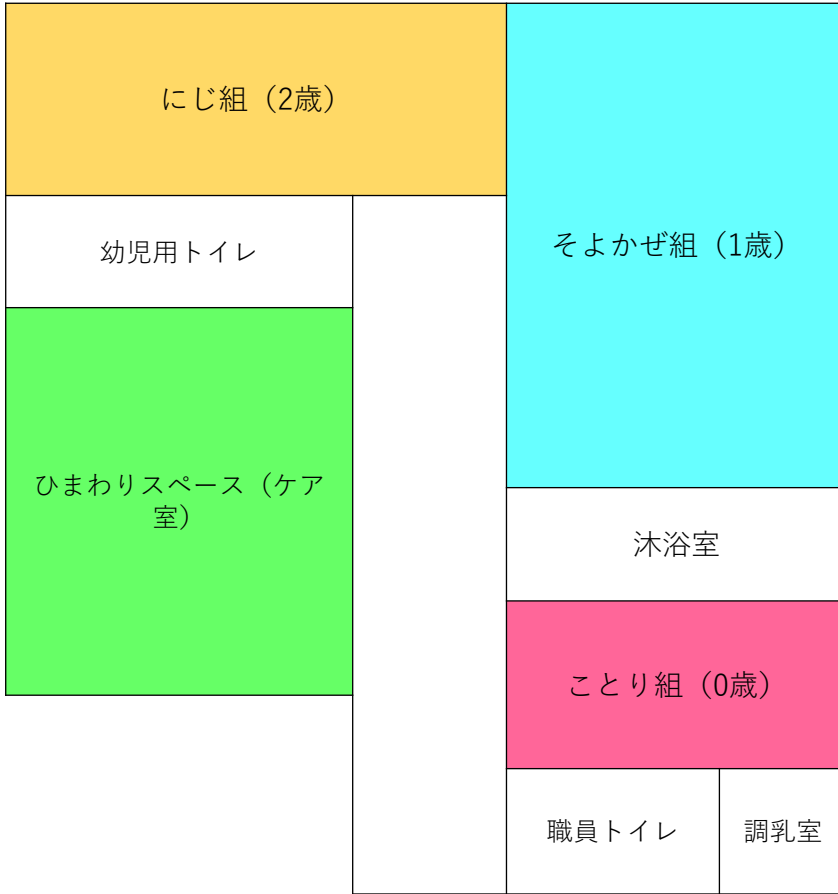 にじ組（2歳）
そよかぜ組（1歳）
幼児用トイレ
ひまわりスペース（ケア
室）
沐浴室
ことり組（0歳）
職員トイレ
調乳室